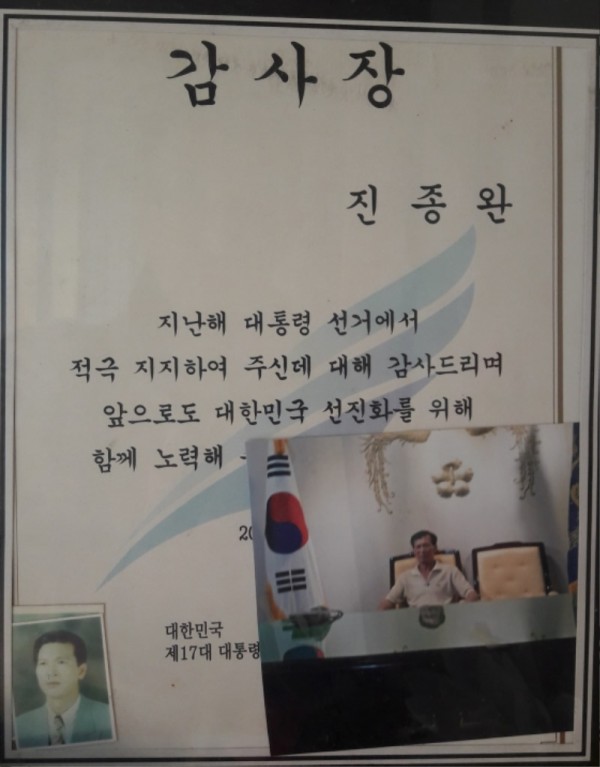 감사장
진종완
지난해 대통령 선거에서
적극 지지하여 주신데 대해 감사드리며
앞으로도 대한민국 선진화를 위해
함께 노력해
20
대한민국
제17대 대통령